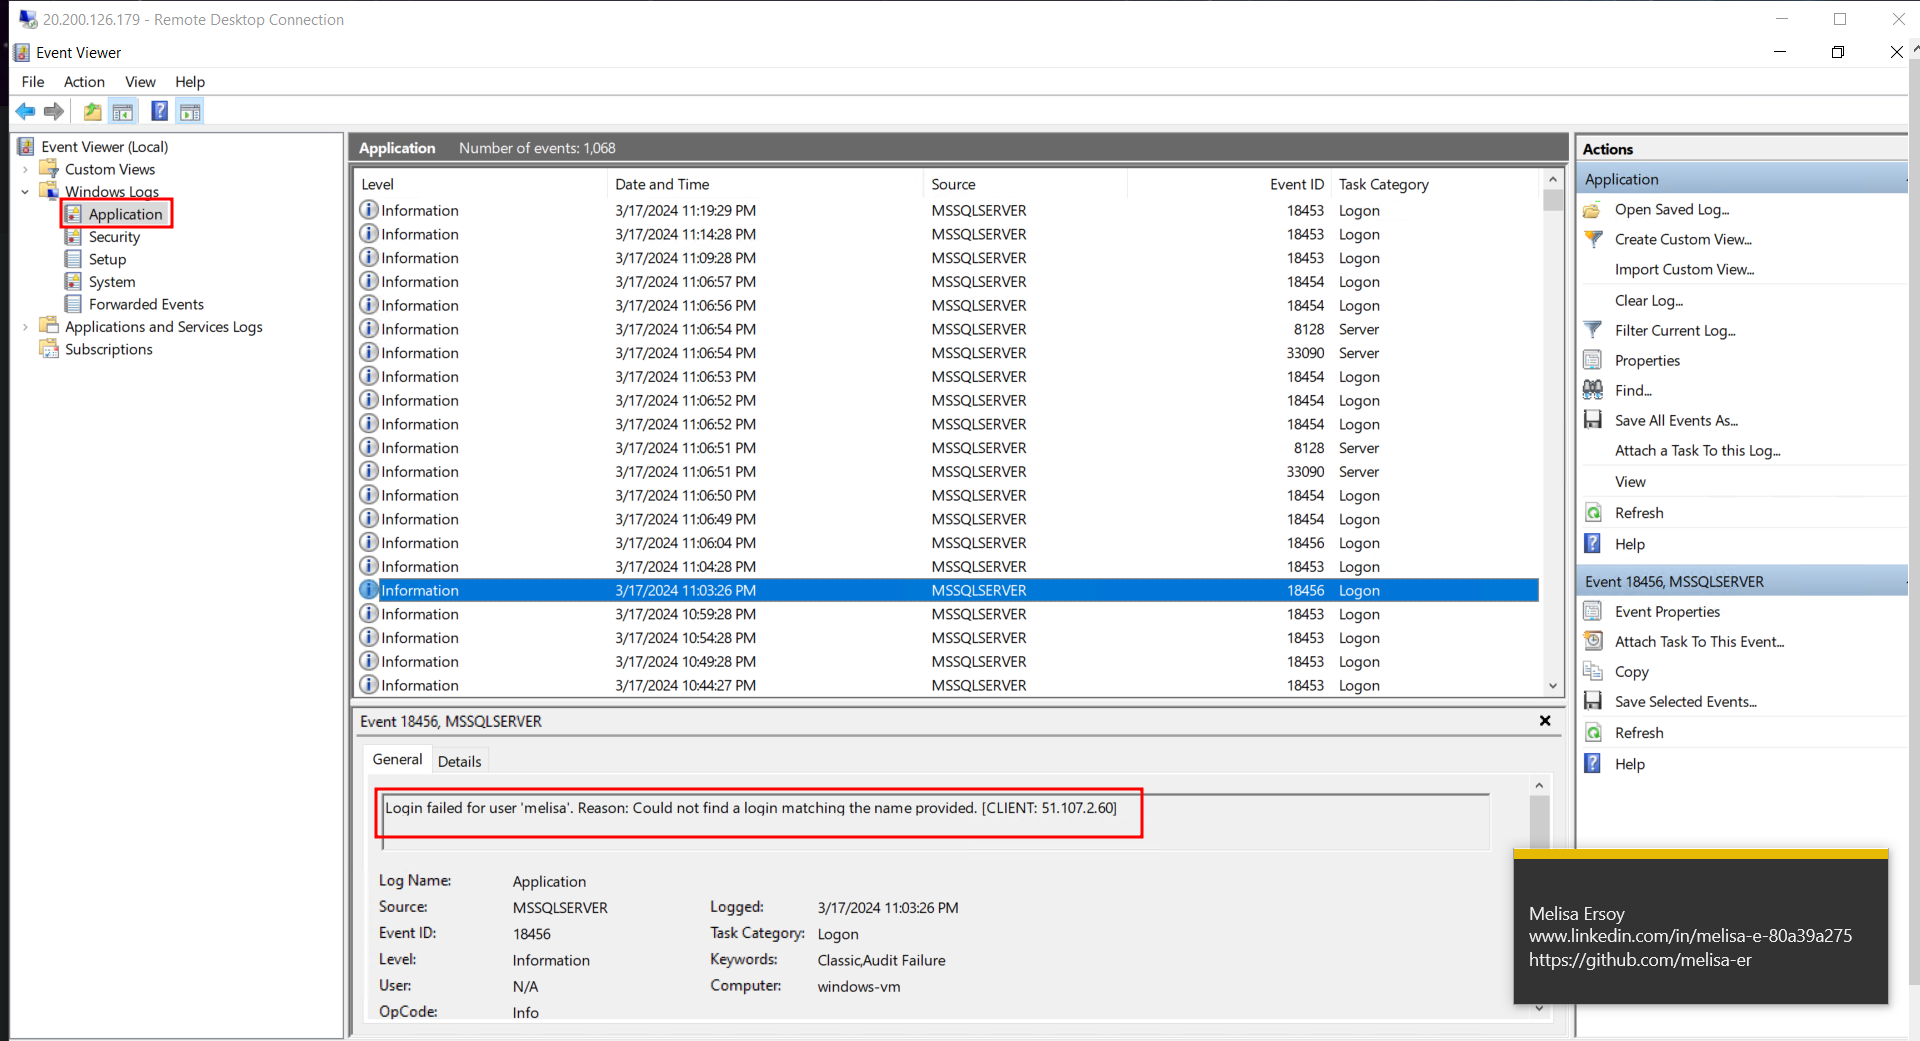 20.200.126.179 - Remote Desktop Connection
Event Viewer
File Action View Help
Event Viewer (Local)
Custom Views
Windows Logs
Application
Security
Setup
System
Forwarded Events
Applications and Services Logs
Subscriptions
Application Number of events: 1,068
Level Date and Time Source Event ID Task Category
Information 3/17/2024 11:19:29 PM MSSQLSERVER 18453 Logon
Information 3/17/2024 11:14:28 PM MSSQLSERVER 18453 Logon
Information 3/17/2024 11:09:28 PM MSSQLSERVER 18453 Logon
Information 3/17/2024 11:06:57 PM MSSQLSERVER 18454 Logon
Information 3/17/2024 11:06:56 PM MSSQLSERVER 18454 Logon
Information 3/17/2024 11:06:54 PM MSSQLSERVER 8128 Server
Information 3/17/2024 11:06:54 PM MSSQLSERVER 33090 Server
Information 3/17/2024 11:06:53 PM MSSQLSERVER 18454 Logon
Information 3/17/2024 11:06:52 PM MSSQLSERVER 18454 Logon
Information 3/17/2024 11:06:52 PM MSSQLSERVER 18454 Logon
Information 3/17/2024 11:06:51 PM MSSQLSERVER 8128 Server
Information 3/17/2024 11:06:51 PM MSSQLSERVER 33090 Server
Information 3/17/2024 11:06:50 PM MSSQLSERVER 18454 Logon
Information 3/17/2024 11:06:49 PM MSSQLSERVER 18454 Logon
Information 3/17/2024 11:06:04 PM MSSQLSERVER 18456 Logon
Information 3/17/2024 11:04:28 PM MSSQLSERVER 18453 Logon
Information 3/17/2024 11:03:26 PM MSSQLSERVER 18456 Logon
Information 3/17/2024 10:59:28 PM MSSQLSERVER 18453 Logon
Information 3/17/2024 10:54:28 PM MSSQLSERVER 18453 Logon
Information 3/17/2024 10:49:28 PM MSSQLSERVER 18453 Logon
Information 3/17/2024 10:44:27 PM MSSQLSERVER 18453 Logon
Event 18456, MSSQLSERVER
General Details
Login failed for user 'melisa'. Reason: Could not find a login matching the name provided. [CLIENT: 51.107.2.60]
Log Name: Application
Source: MSSQLSERVER Logged: 3/17/2024 11:03:26 PM
Event ID: 18456 Task Category: Logon
Level: Information Keywords: Classic,Audit Failure
User: N/A Computer: windows-vm
OpCode: Info
Actions
Application
Open Saved Log...
Create Custom View...
Import Custom View...
Clear Log...
Filter Current Log...
Properties
Find...
Save All Events As...
Attach a Task To this Log...
View
Refresh
Help
Event 18456, MSSQLSERVER
Event Properties
Attach Task To This Event...
Copy
Save Selected Events...
Refresh
Help
Melisa Ersoy
www.linkedin.com/in/melisa-e-80a39a275
https://github.com/melisa-er